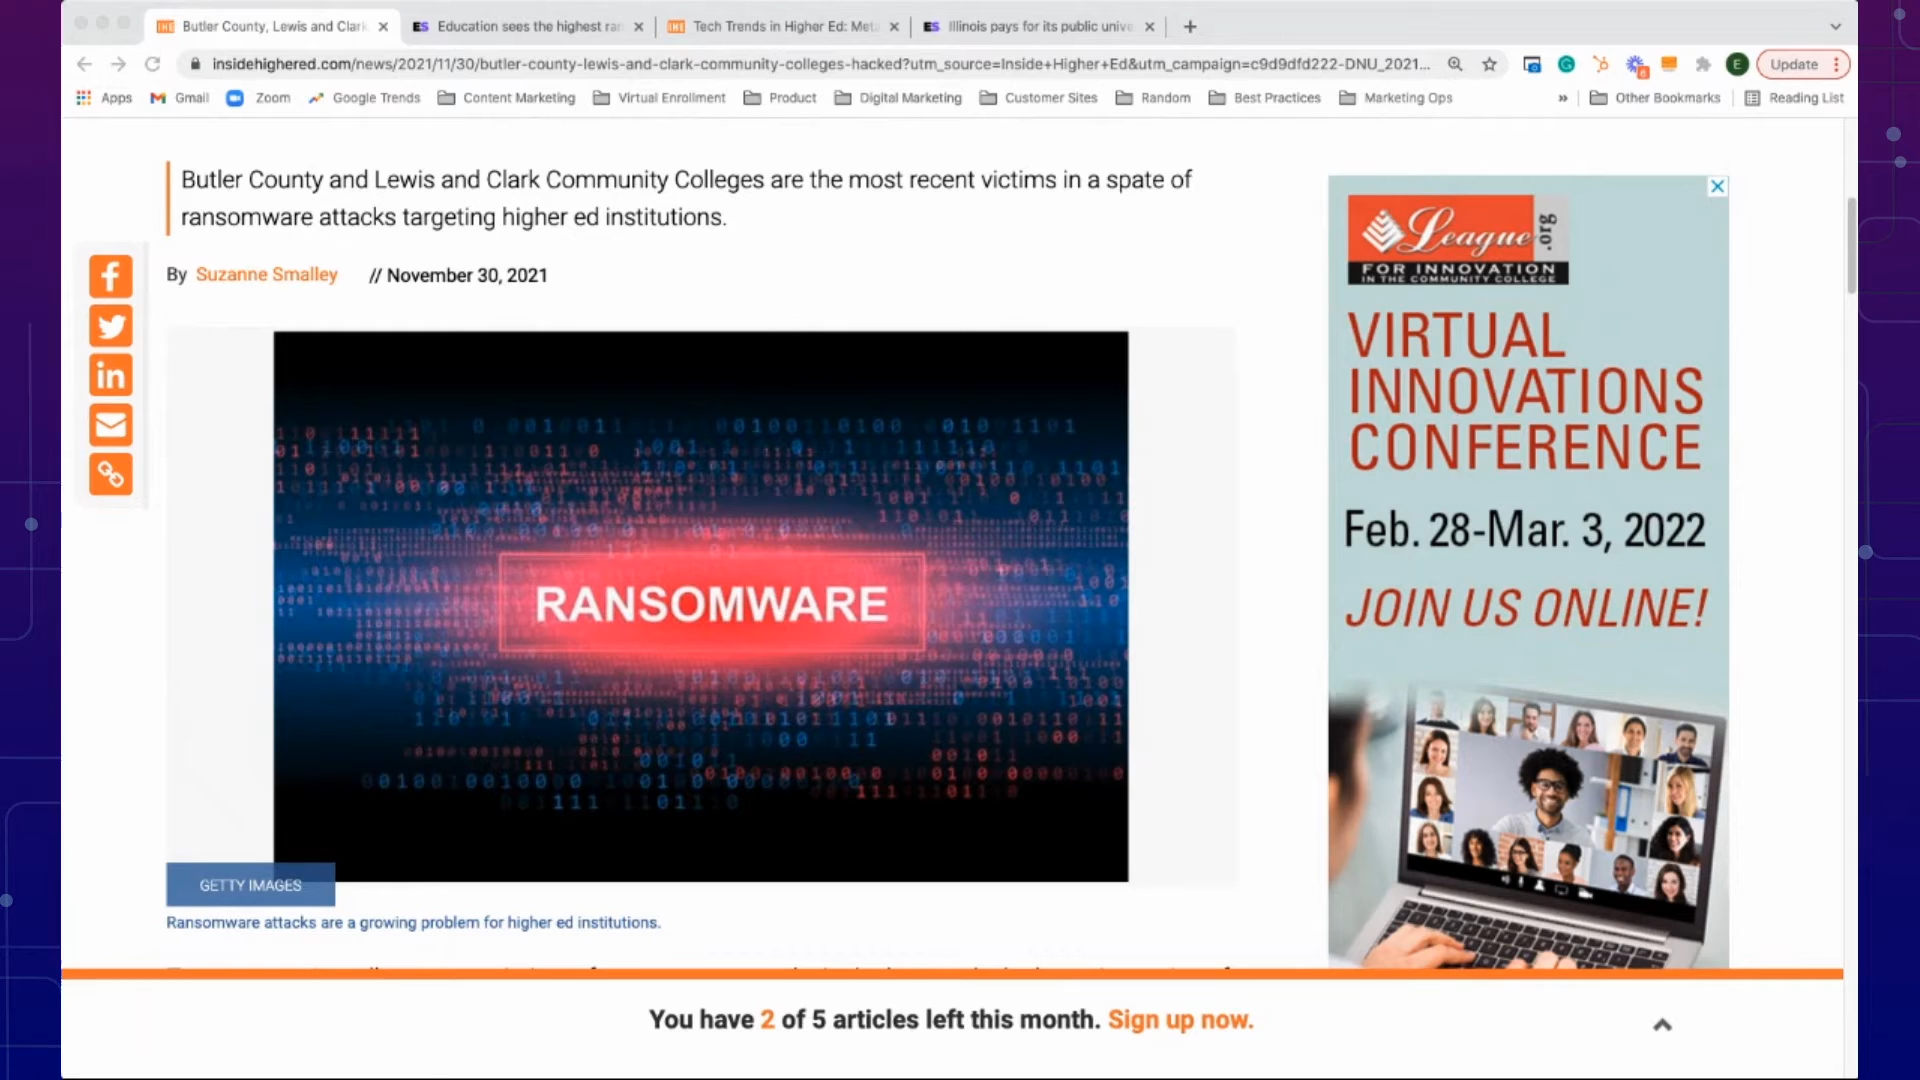 Butler County, Lewis and Clark
Education sees the highest ran
Tech Trends in Higher Ed: Meta
Illinois pays for its public unive
insidehighered.com/news/2021/11/30/butler-county-lewis-and-clark-community-colleges-hacked?utm_source=Inside+Higher+Ed&utm_campaign=c9d9dfd222-DNU_2021...
E
Update
Apps
Gmail
Zoom
Google Trends
Content Marketing
Virtual Enrollment
Product
Digital Marketing
Customer Sites
Random
Best Practices
Marketing Ops
Other Bookmarks
Reading List
Butler County and Lewis and Clark Community Colleges are the most recent victims in a spate of
ransomware attacks targeting higher ed institutions.
By Suzanne Smalley // November 30, 2021
RANSOMWARE
GETTY IMAGES
Ransomware attacks are a growing problem for higher ed institutions.
League.org
FOR INNOVATION
IN THE COMMUNITY COLLEGE
VIRTUAL
INNOVATIONS
CONFERENCE
Feb. 28-Mar. 3, 2022
JOIN US ONLINE!
You have 2 of 5 articles left this month. Sign up now.